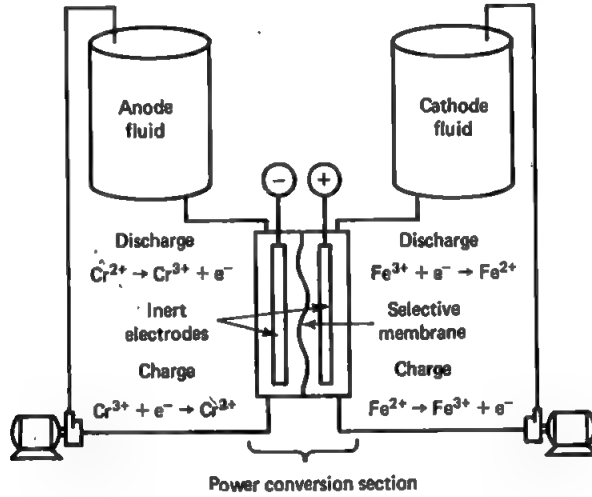 Anode
fluid
Cathode
fluid
−
+
Discharge
Cr²⁺ → Cr³⁺ + e⁻
Discharge
Fe³⁺ + e⁻ → Fe²⁺
Inert
electrodes
Selective
membrane
Charge
Cr³⁺ + e⁻ → Cr²⁺
Charge
Fe²⁺ → Fe³⁺ + e⁻
Power conversion section